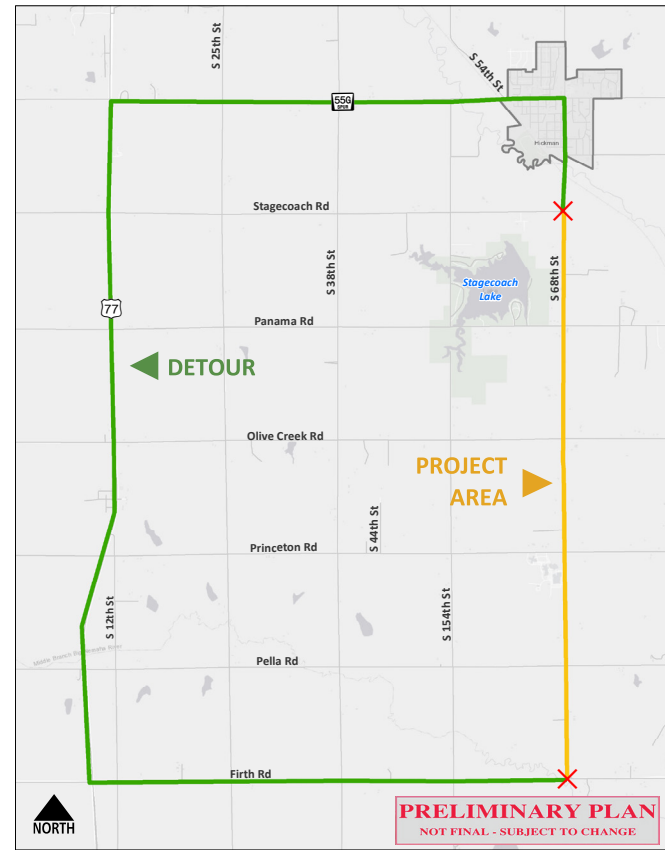 S 25th St
S 54th St
55G
SPUR
Hickman
Stagecoach Rd
S 38th St
S 68th St
Stagecoach
Lake
77
Panama Rd
DETOUR
Olive Creek Rd
PROJECT
AREA
S 44th St
Princeton Rd
S 12th St
S 154th St
Pella Rd
Firth Rd
NORTH
PRELIMINARY PLAN
NOT FINAL - SUBJECT TO CHANGE